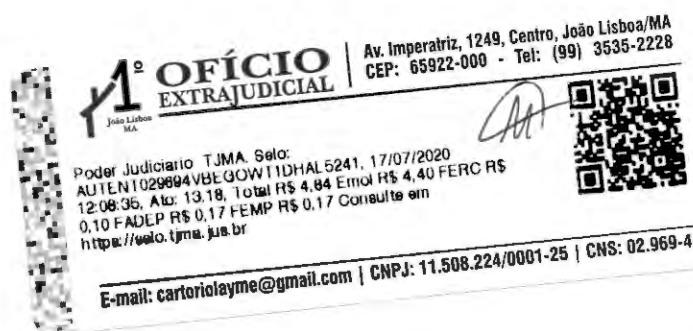 1º OFÍCIO
EXTRAJUDICIAL
João Lisboa
MA
Av. Imperatriz, 1249, Centro, João Lisboa/MA
CEP: 65922-000 - Tel: (99) 3535-2228
Poder Judiciario TJMA. Selo:
AUTENT029694VBEGOWT1DHAL5241, 17/07/2020
12:08:35, Ato: 13.18, Total R$ 4,84 Emol R$ 4,40 FERC R$
0,10 FADEP R$ 0,17 FEMP R$ 0,17 Consulte em
https://selo.tjma.jus.br
E-mail: cartoriolayme@gmail.com | CNPJ: 11.508.224/0001-25 | CNS: 02.969-4